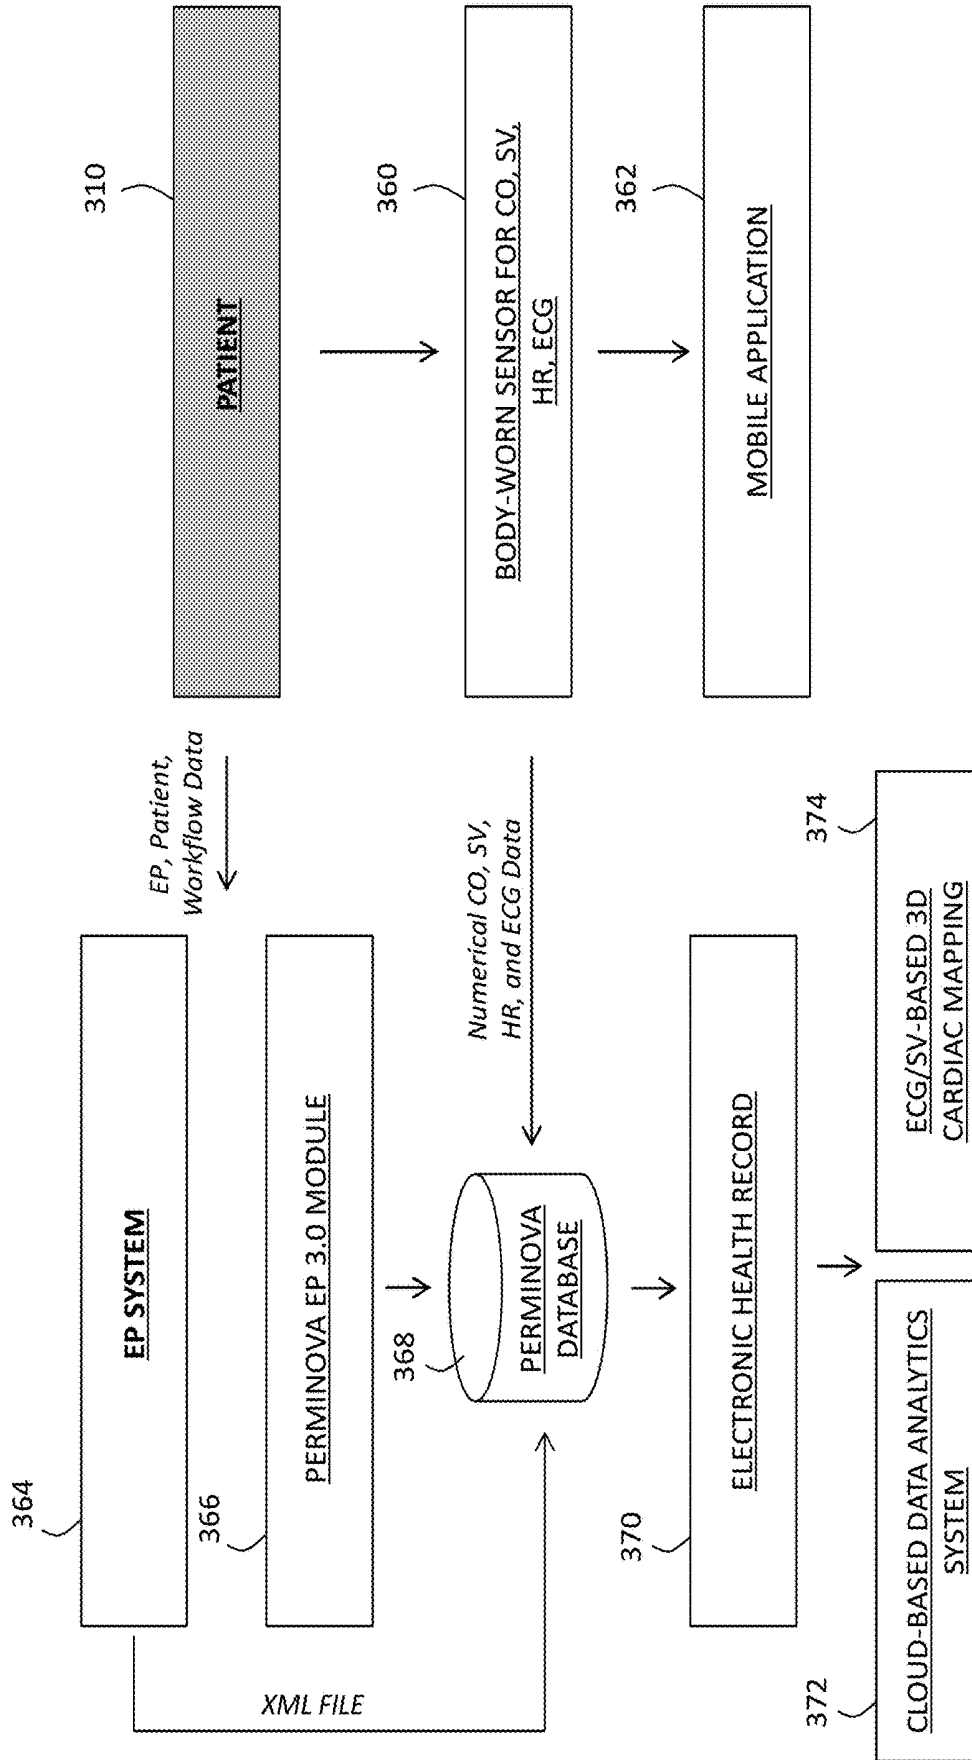 364
EP SYSTEM
366
PERMINOVA EP 3.0 MODULE
XML FILE
368
PERMINOVA
DATABASE
370
ELECTRONIC HEALTH RECORD
372
CLOUD-BASED DATA ANALYTICS
SYSTEM
374
ECG/SV-BASED 3D
CARDIAC MAPPING
EP, Patient,
Workflow Data
Numerical CO, SV,
HR, and ECG Data
310
PATIENT
360
BODY-WORN SENSOR FOR CO, SV,
HR, ECG
362
MOBILE APPLICATION